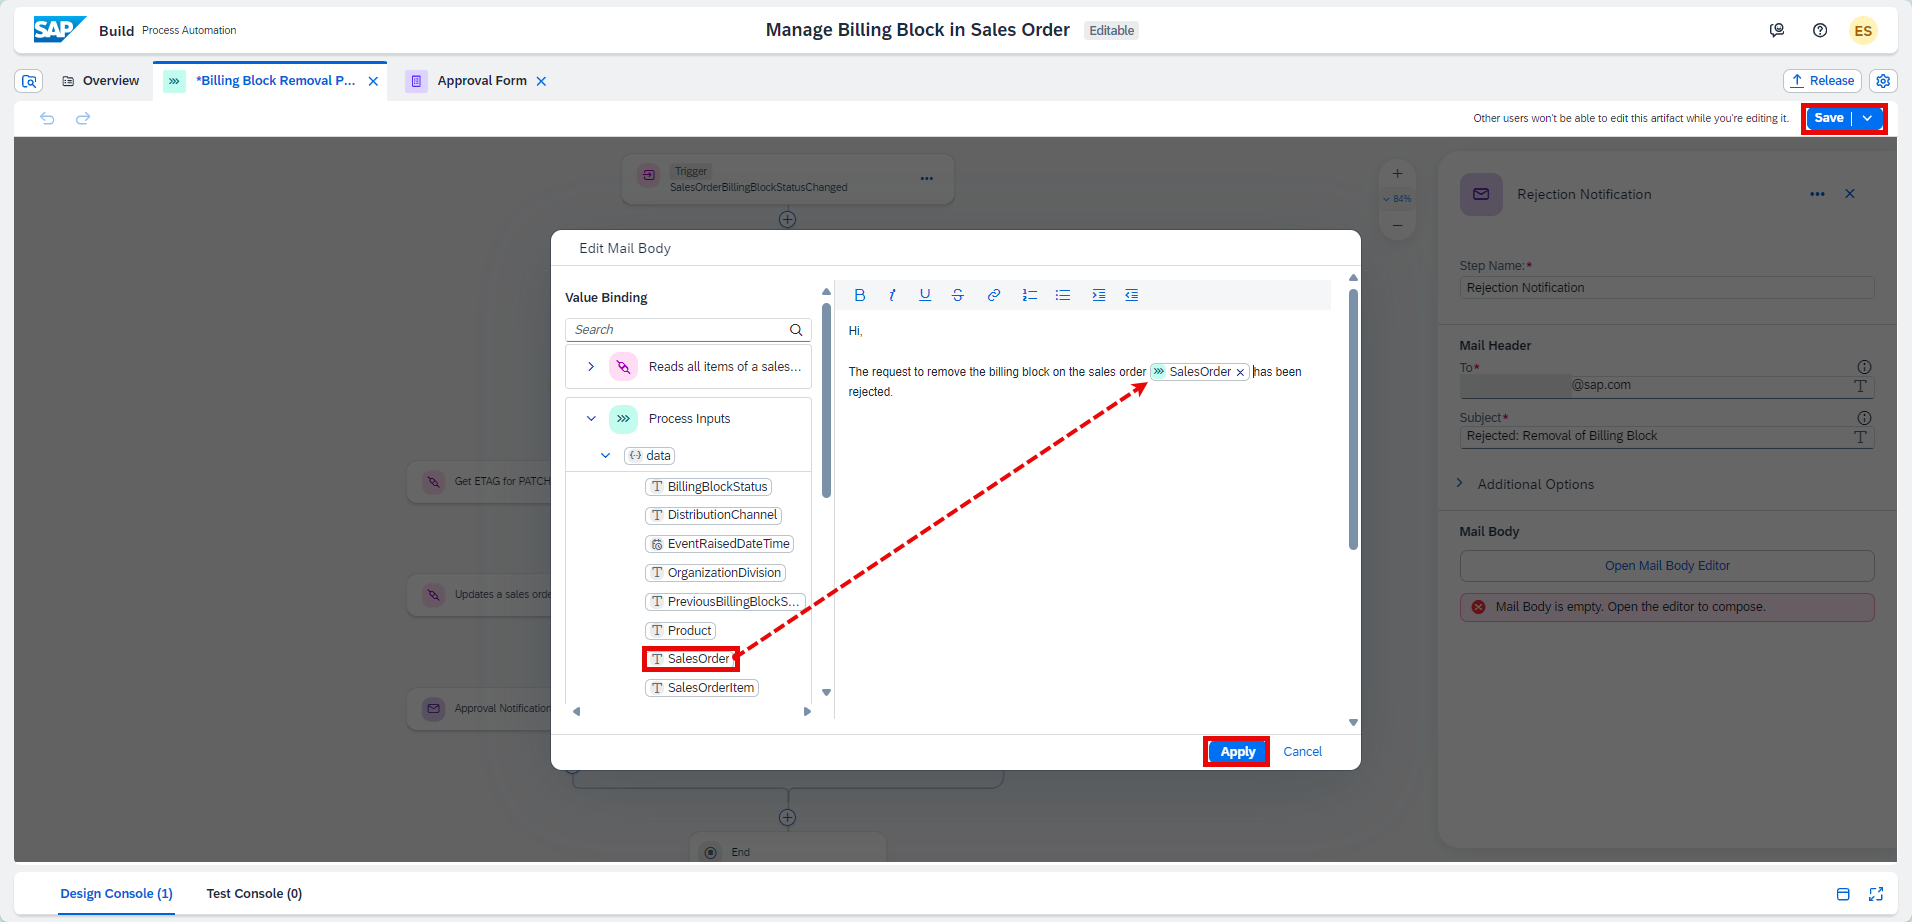 SAP Build Process Automation
Manage Billing Block in Sales Order Editable
ES
Overview
*Billing Block Removal P...
Approval Form
Release
Other users won't be able to edit this artifact while you're editing it.
Save
Trigger
SalesOrderBillingBlockStatusChanged
84%
Get ETAG for PATCH
Updates a sales orde
Approval Notification
End
Edit Mail Body
Value Binding
Search
Reads all items of a sales...
Process Inputs
data
BillingBlockStatus
DistributionChannel
EventRaisedDateTime
OrganizationDivision
PreviousBillingBlockS...
Product
SalesOrder
SalesOrderItem
Hi,
The request to remove the billing block on the sales order SalesOrder has been
rejected.
Apply
Cancel
Rejection Notification
Step Name:*
Rejection Notification
Mail Header
To*
@sap.com
Subject*
Rejected: Removal of Billing Block
Additional Options
Mail Body
Open Mail Body Editor
Mail Body is empty. Open the editor to compose.
Design Console (1)
Test Console (0)